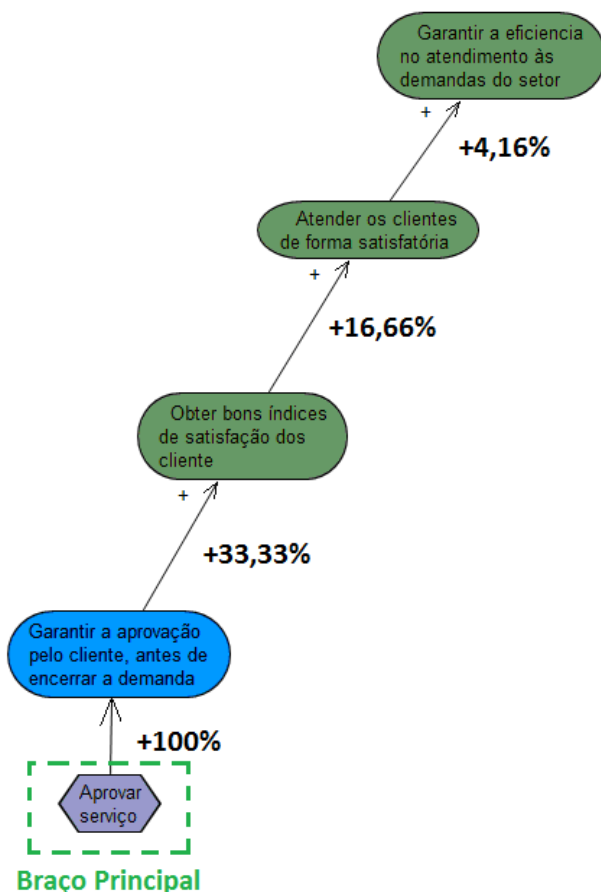 Garantir a eficiencia
no atendimento às
demandas do setor
+
+4,16%
Atender os clientes
de forma satisfatória
+
+16,66%
Obter bons índices
de satisfação dos
cliente
+
+33,33%
Garantir a aprovação
pelo cliente, antes de
encerrar a demanda
+100%
Aprovar
serviço
Braço Principal